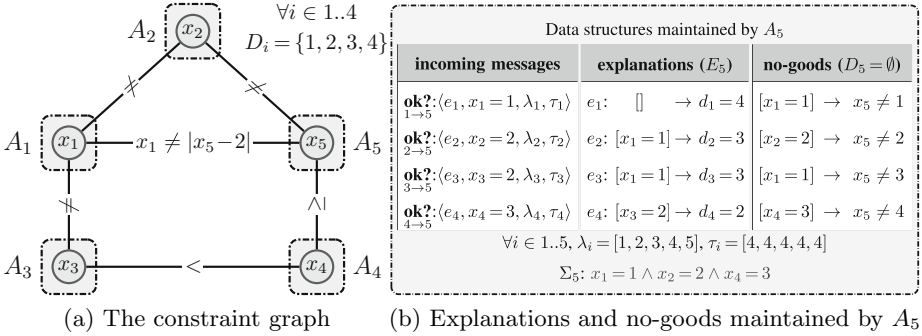 ∀i ∈ 1..4
D_i = {1, 2, 3, 4}
A_2 x_2
≠ ≠
A_1 x_1 x_1 ≠ |x_5−2| x_5 A_5
≠ ≤
A_3 x_3 < x_4 A_4
(a) The constraint graph
Data structures maintained by A_5
incoming messages explanations (E_5) no-goods (D_5 = ∅)
ok?:⟨e_1, x_1 = 1, λ_1, τ_1⟩ e_1: [] → d_1 = 4 [x_1 = 1] → x_5 ≠ 1
1→5
ok?:⟨e_2, x_2 = 2, λ_2, τ_2⟩ e_2: [x_1 = 1] → d_2 = 3 [x_2 = 2] → x_5 ≠ 2
2→5
ok?:⟨e_3, x_3 = 2, λ_3, τ_3⟩ e_3: [x_1 = 1] → d_3 = 3 [x_1 = 1] → x_5 ≠ 3
3→5
ok?:⟨e_4, x_4 = 3, λ_4, τ_4⟩ e_4: [x_3 = 2] → d_4 = 2 [x_4 = 3] → x_5 ≠ 4
4→5
∀i ∈ 1..5, λ_i = [1, 2, 3, 4, 5], τ_i = [4, 4, 4, 4, 4]
Σ_5: x_1 = 1 ∧ x_2 = 2 ∧ x_4 = 3
(b) Explanations and no-goods maintained by A_5